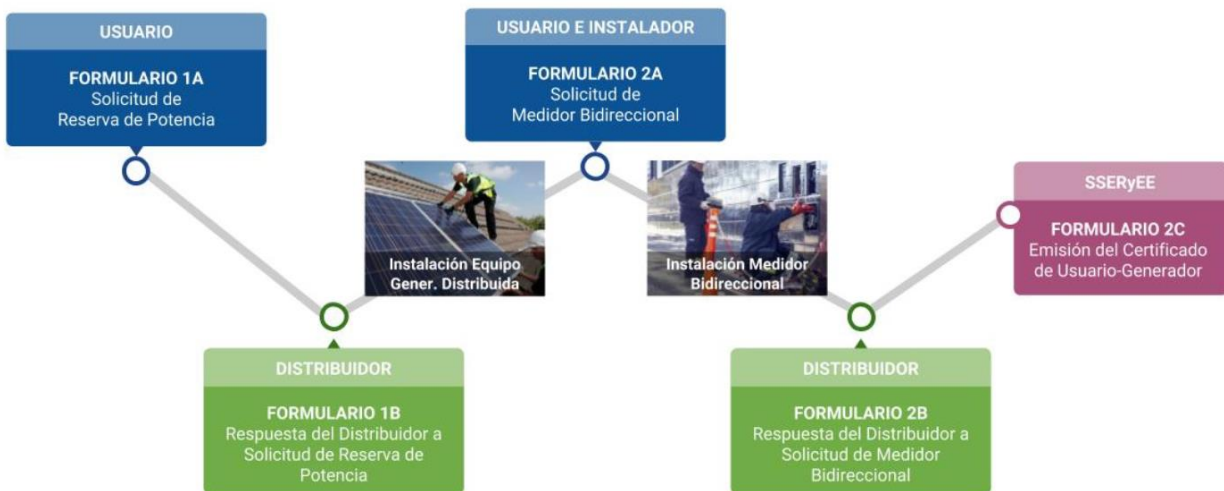 USUARIO
FORMULARIO 1A
Solicitud de
Reserva de Potencia
DISTRIBUIDOR
FORMULARIO 1B
Respuesta del Distribuidor a
Solicitud de Reserva de
Potencia
Instalación Equipo
Gener. Distribuida
USUARIO E INSTALADOR
FORMULARIO 2A
Solicitud de
Medidor Bidireccional
Instalación Medidor
Bidireccional
DISTRIBUIDOR
FORMULARIO 2B
Respuesta del Distribuidor a
Solicitud de Medidor
Bidireccional
SSERyEE
FORMULARIO 2C
Emisión del Certificado
de Usuario-Generador